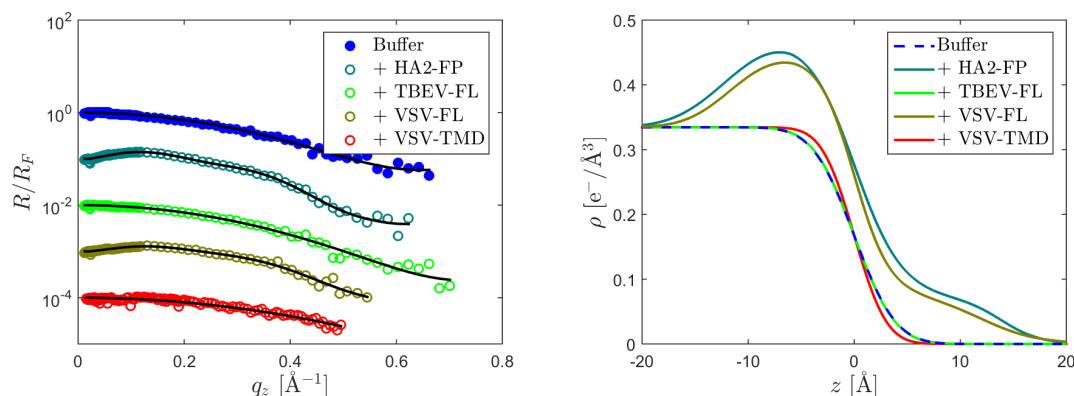 10^2
10^0
10^-2
10^-4
R/R_F
0 0.2 0.4 0.6 0.8
q_z [Å^-1]
Buffer
+ HA2-FP
+ TBEV-FL
+ VSV-FL
+ VSV-TMD
0.5
0.4
0.3
0.2
0.1
0
ρ [e^-/Å^3]
-20 -10 0 10 20
z [Å]
Buffer
+ HA2-FP
+ TBEV-FL
+ VSV-FL
+ VSV-TMD